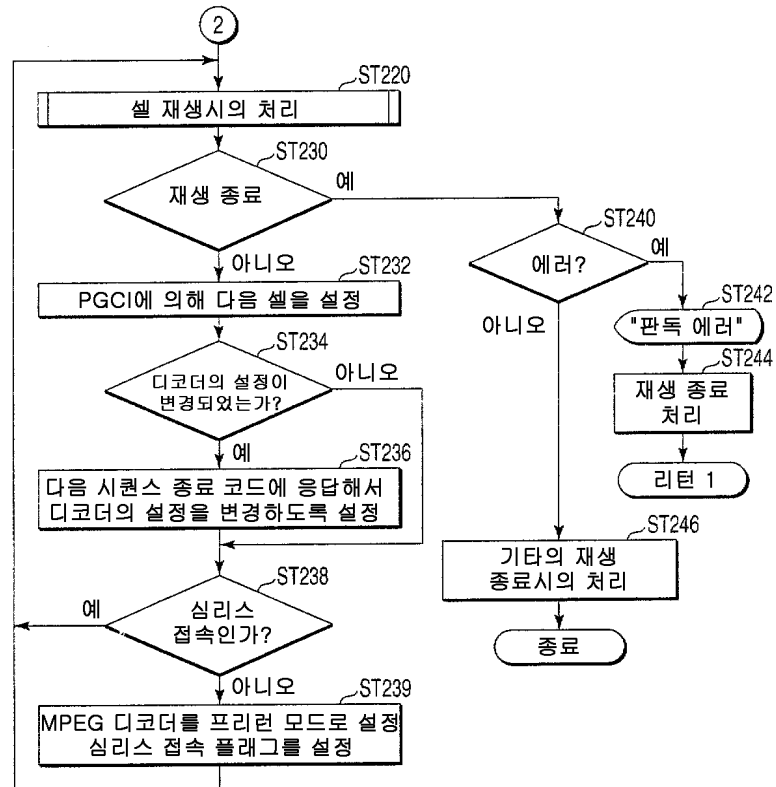 2
ST220
셀 재생시의 처리
ST230
재생 종료
예
아니오
ST232
PGCI에 의해 다음 셀을 설정
ST234
디코더의 설정이
변경되었는가?
아니오
예
ST236
다음 시퀀스 종료 코드에 응답해서
디코더의 설정을 변경하도록 설정
ST238
심리스
접속인가?
예
아니오
ST239
MPEG 디코더를 프리런 모드로 설정
심리스 접속 플래그를 설정
ST240
에러?
예
아니오
ST242
"판독 에러"
ST244
재생 종료
처리
리턴 1
ST246
기타의 재생
종료시의 처리
종료